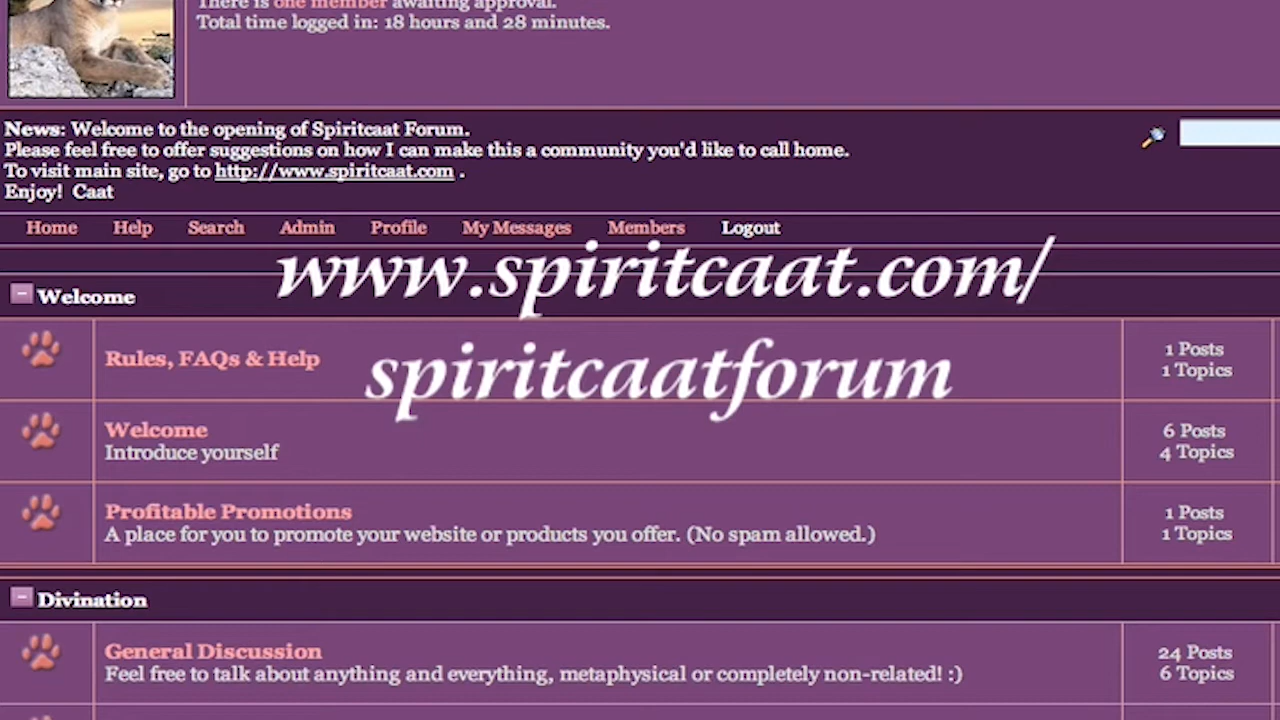 There is one member awaiting approval.
Total time logged in: 18 hours and 28 minutes.
News: Welcome to the opening of Spiritcaat Forum.
Please feel free to offer suggestions on how I can make this a community you'd like to call home.
To visit main site, go to http://www.spiritcaat.com .
Enjoy! Caat
Home Help Search Admin Profile My Messages Members Logout
www.spiritcaat.com/
spiritcaatforum
Welcome
Rules, FAQs & Help
1 Posts
1 Topics
Welcome
Introduce yourself
6 Posts
4 Topics
Profitable Promotions
A place for you to promote your website or products you offer. (No spam allowed.)
1 Posts
1 Topics
Divination
General Discussion
Feel free to talk about anything and everything, metaphysical or completely non-related! :)
24 Posts
6 Topics